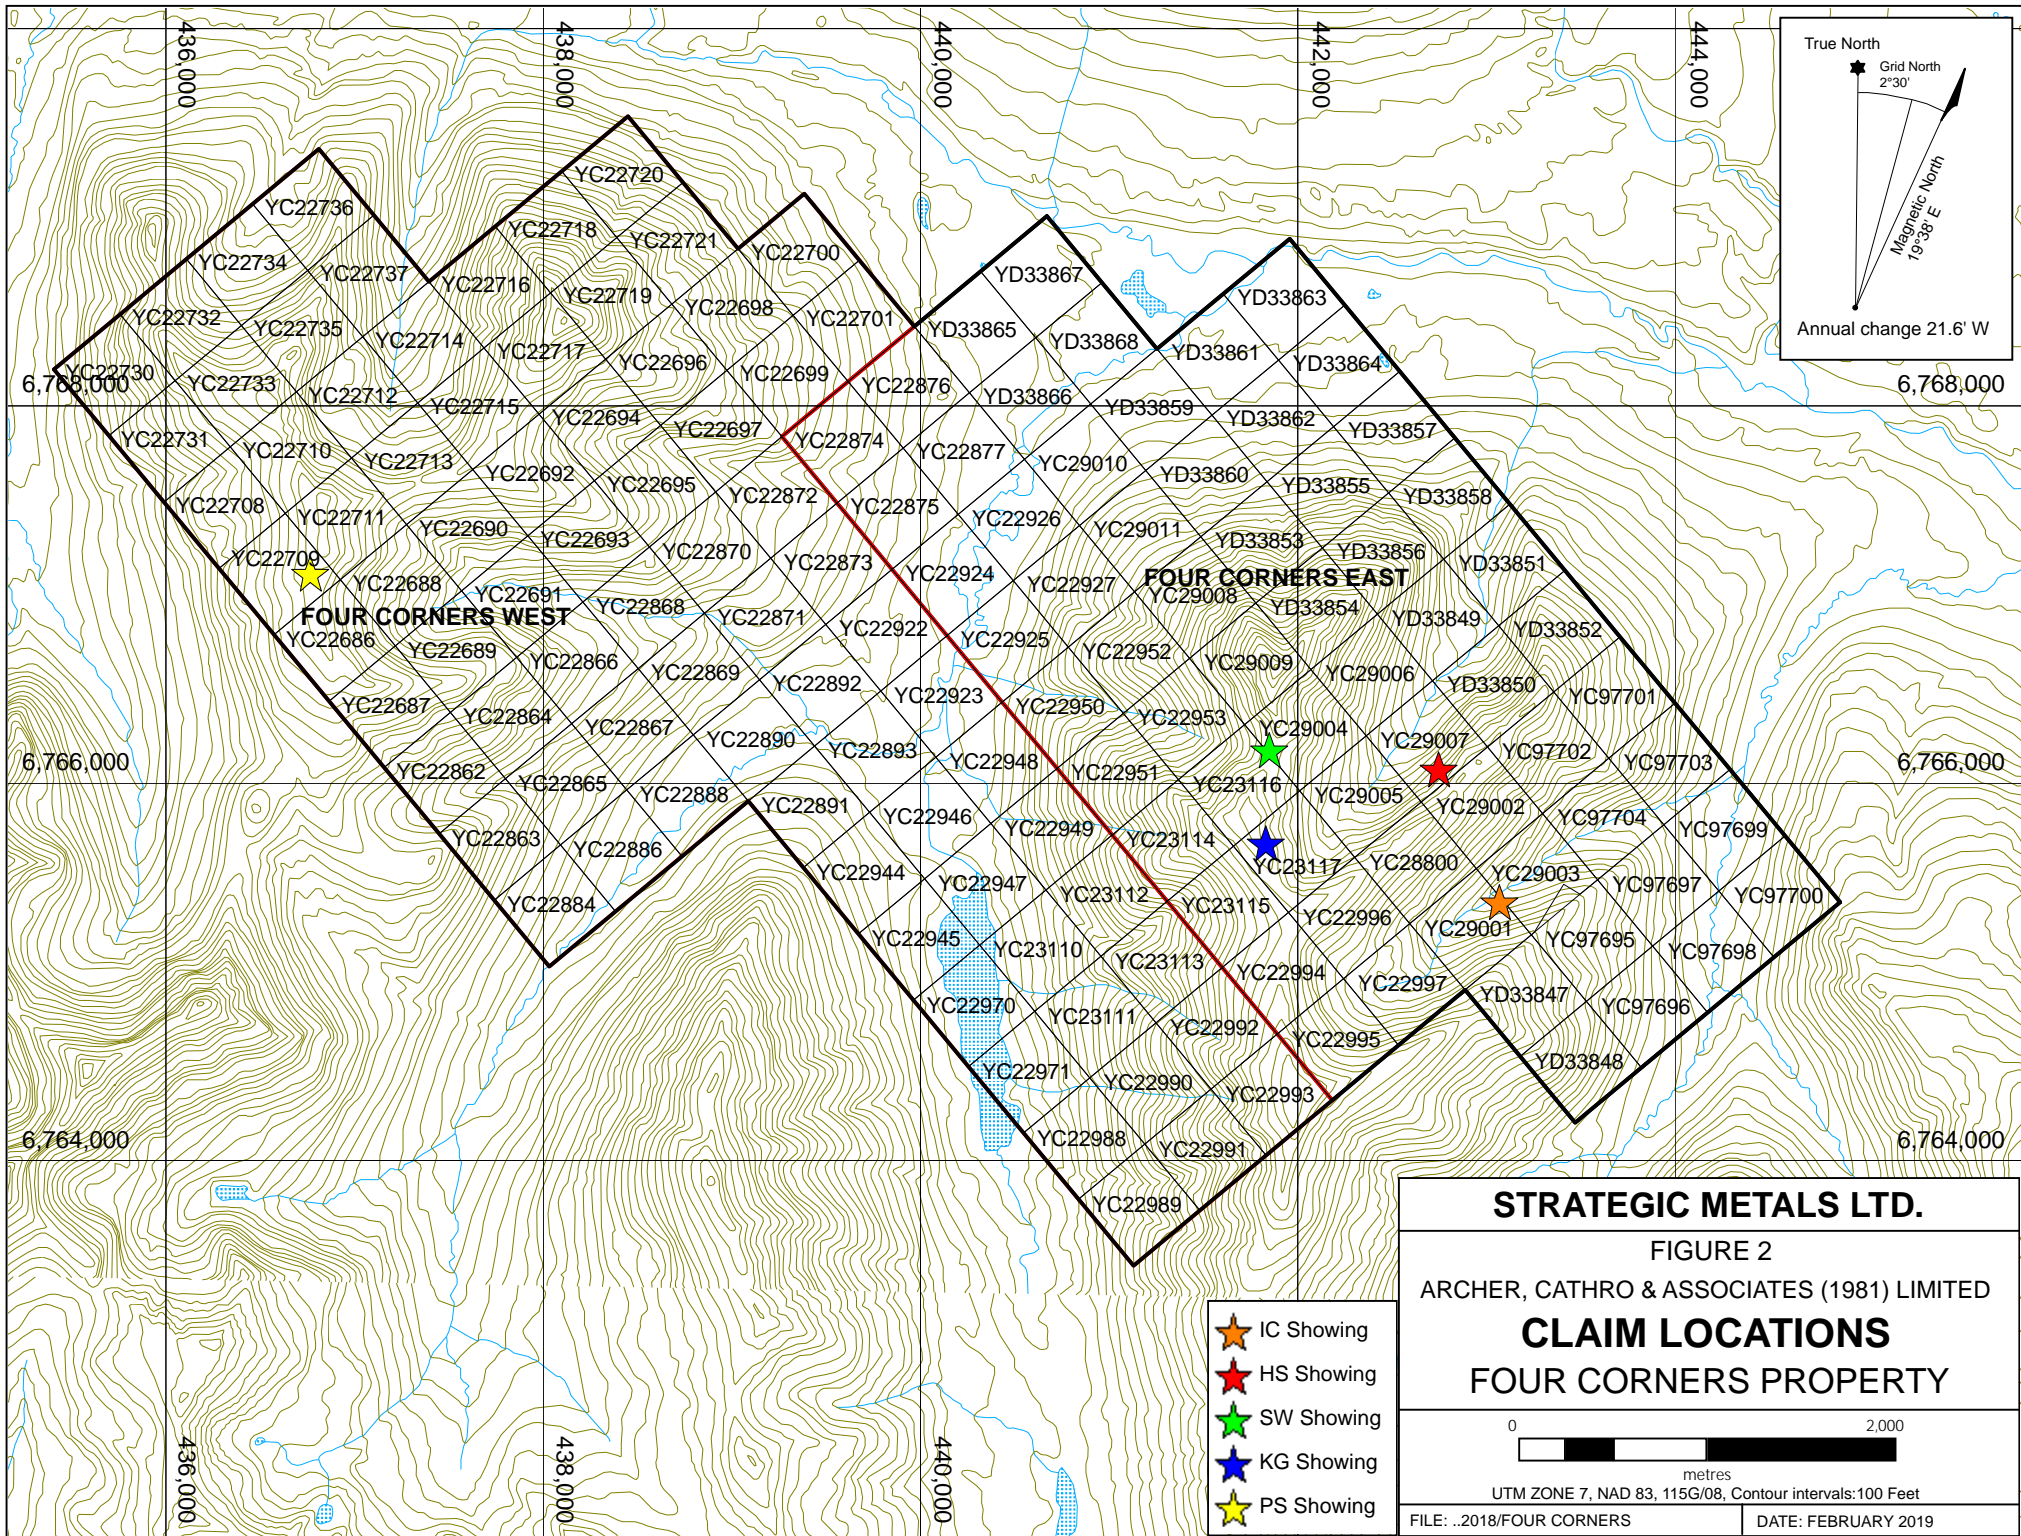 436,000
438,000
440,000
442,000
444,000
True North
Grid North
2°30'
Magnetic North
19°38' E
Annual change 21.6' W
YC22720
YC22736
YC22718
YC22721
YC22700
YC22734
YC22737
YC22716
YC22719
YC22698
YC22701
YD33867
YD33863
YC22732
YC22735
YC22714
YC22717
YC22696
YC22699
YD33865
YD33868
YD33861
YD33864
YC22730
YC22733
YC22712
YC22715
YC22694
YC22697
YC22876
YD33866
YD33859
YD33862
YD33857
6,768,000
6,768,000
YC22731
YC22710
YC22713
YC22692
YC22695
YC22872
YC22874
YC22877
YC29010
YD33860
YD33855
YD33858
YC22708
YC22711
YC22690
YC22693
YC22870
YC22873
YC22875
YC22926
YC29011
YD33853
YD33856
YD33851
YC22709
YC22688
YC22691
YC22868
YC22871
YC22922
YC22924
YC22927
FOUR CORNERS EAST
YC29008
YD33854
YD33849
YD33852
FOUR CORNERS WEST
YC22686
YC22689
YC22866
YC22869
YC22892
YC22923
YC22925
YC22952
YC29009
YC29006
YD33850
YC97701
YC22687
YC22864
YC22867
YC22890
YC22893
YC22948
YC22950
YC22953
YC29004
YC29007
YC97702
YC97703
6,766,000
6,766,000
YC22862
YC22865
YC22888
YC22891
YC22946
YC22949
YC22951
YC23116
YC29005
YC29002
YC97704
YC97699
YC22863
YC22886
YC22944
YC22947
YC23112
YC23114
YC23117
YC28800
YC29003
YC97697
YC97700
YC22884
YC22945
YC23110
YC23113
YC23115
YC22996
YC29001
YC97695
YC97698
YC22970
YC23111
YC22992
YC22994
YC22997
YD33847
YC97696
YC22971
YC22990
YC22993
YC22995
YD33848
6,764,000
6,764,000
YC22988
YC22991
YC22989
436,000
438,000
440,000
IC Showing
HS Showing
SW Showing
KG Showing
PS Showing
STRATEGIC METALS LTD.
FIGURE 2
ARCHER, CATHRO & ASSOCIATES (1981) LIMITED
CLAIM LOCATIONS
FOUR CORNERS PROPERTY
0 2,000
metres
UTM ZONE 7, NAD 83, 115G/08, Contour intervals:100 Feet
FILE: ..2018/FOUR CORNERS
DATE: FEBRUARY 2019